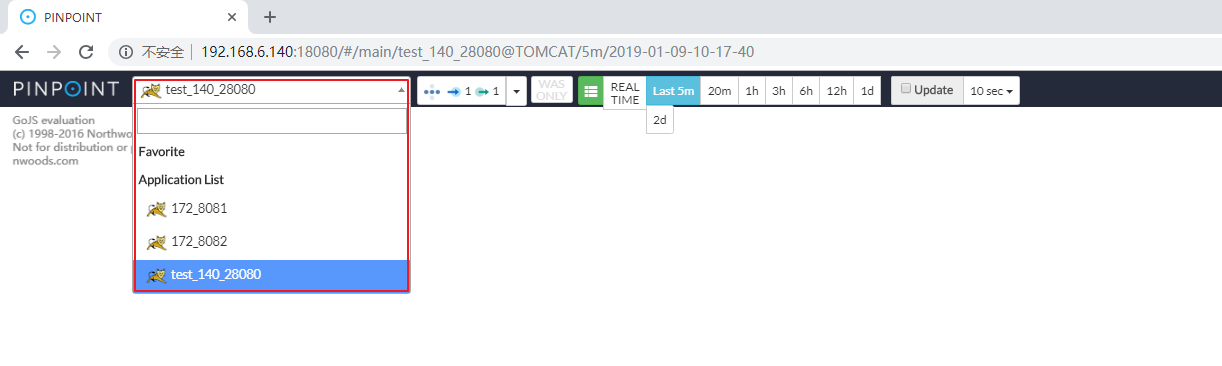 PINPOINT
不安全 192.168.6.140:18080/#/main/test_140_28080@TOMCAT/5m/2019-01-09-10-17-40
PINPOINT test_140_28080 1 1 WAS ONLY REAL TIME Last 5m 20m 1h 3h 6h 12h 1d Update 10 sec
2d
GoJS evaluation
(c) 1998-2016 Northwo
Not for distribution or
nwoods.com
Favorite
Application List
172_8081
172_8082
test_140_28080